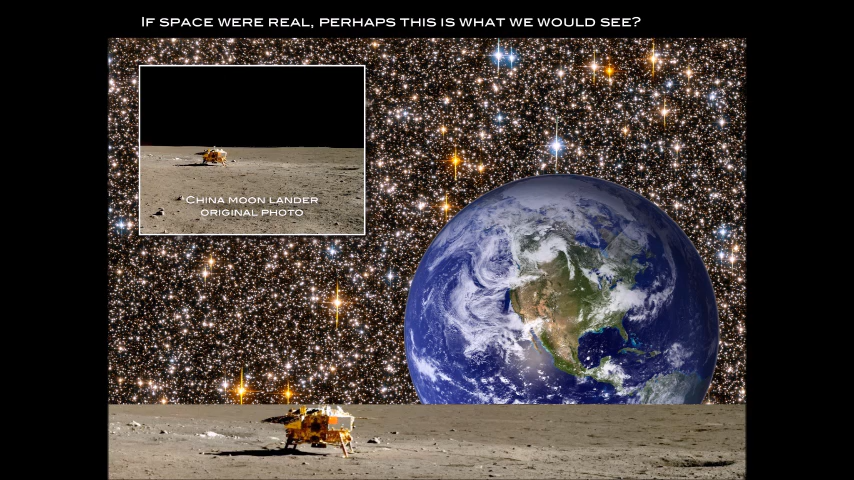 If space were real, perhaps this is what we would see?
*China moon lander
original photo